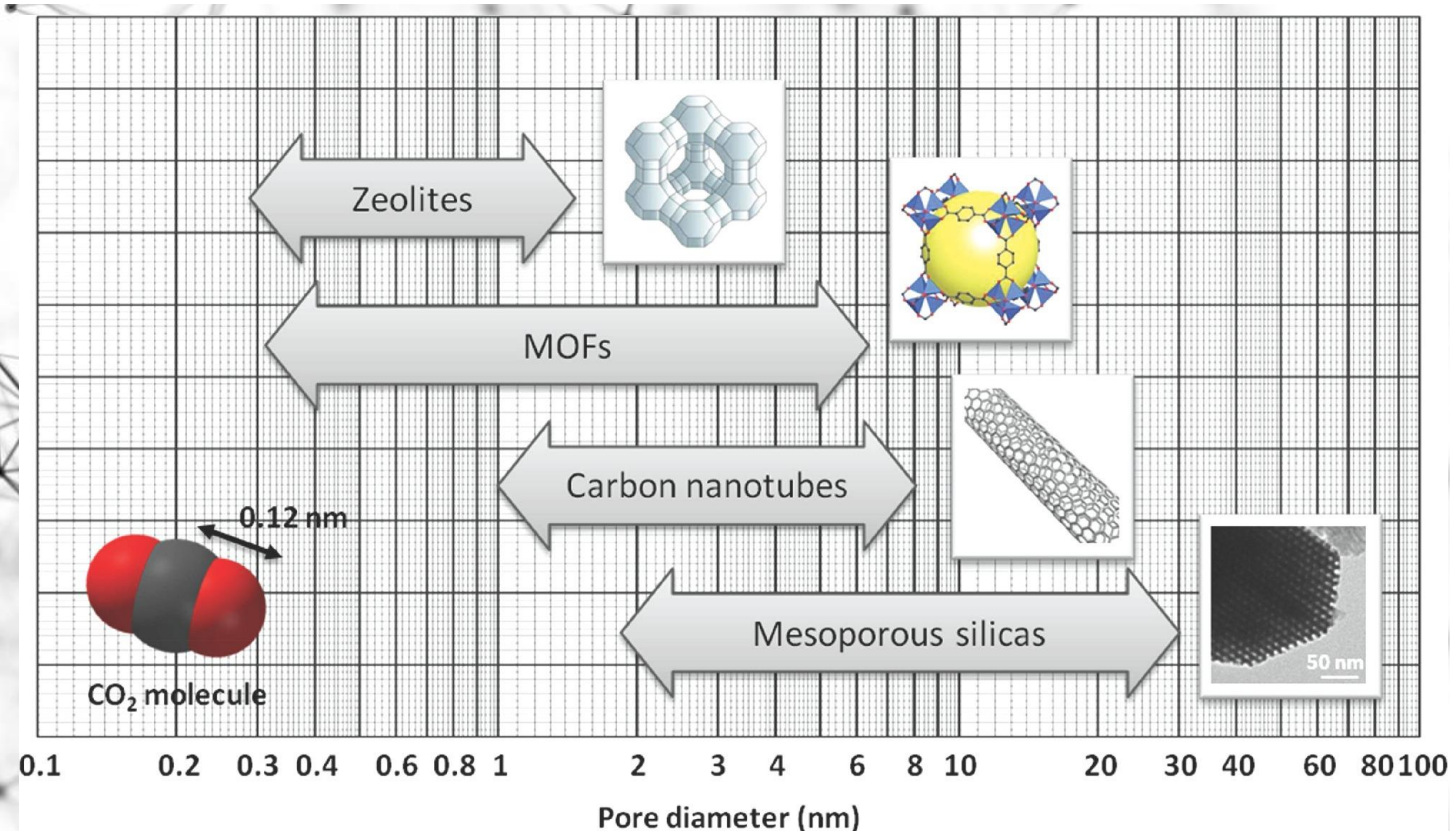 Zeolites
MOFs
Carbon nanotubes
0.12 nm
Mesoporous silicas
50 nm
CO₂ molecule
0.1 0.2 0.3 0.4 0.6 0.8 1 2 3 4 6 8 10 20 30 40 60 80 100
Pore diameter (nm)